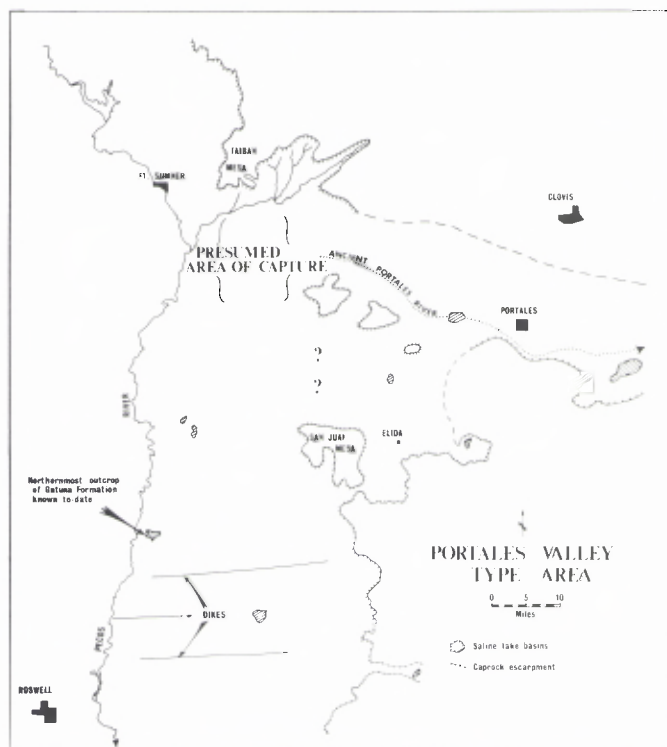 TAIBAN
MESA
FT. SUMNER
CLOVIS
PRESUMED
AREA OF CAPTURE
ANCIENT PORTALES RIVER
PORTALES
?
?
RIVER
SAN JUAN
MESA
ELIDA
Northernmost outcrop
of Gatuna Formation
known to date
PORTALES VALLEY
TYPE AREA
0 5 10
Miles
DIKES
PECOS
Saline lake basins
Caprock escarpment
ROSWELL